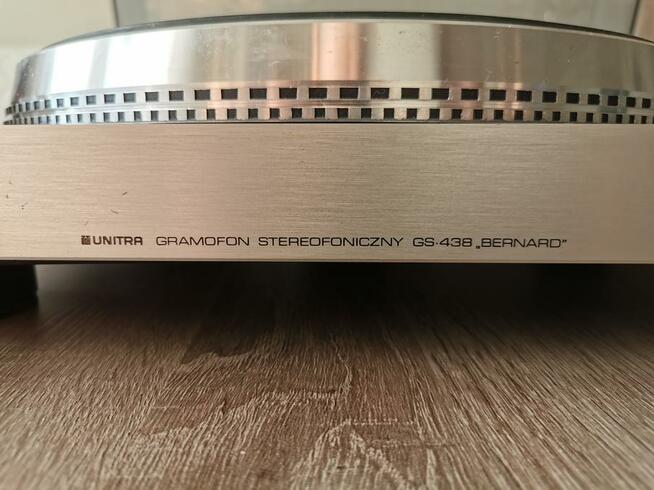 UNITRA GRAMOFON STEREOFONICZNY GS-438 „BERNARD”